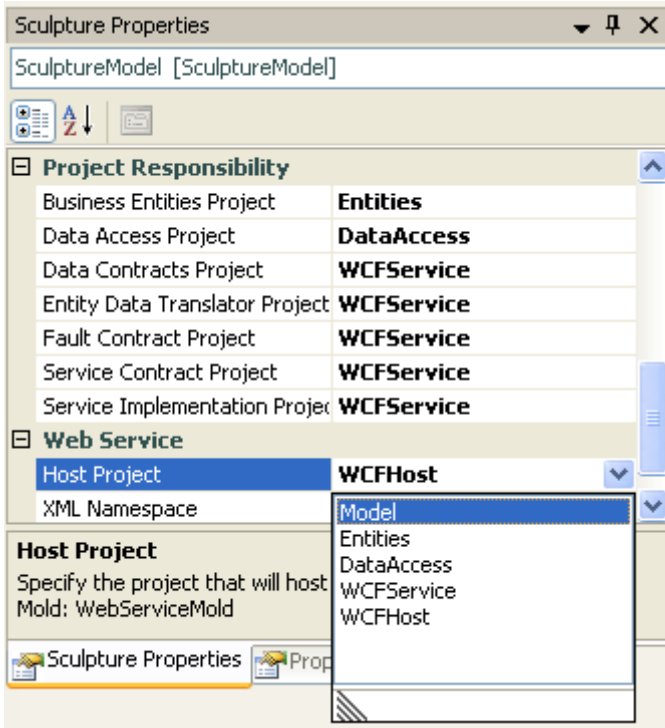 Sculpture Properties
SculptureModel [SculptureModel]
Project Responsibility
Business Entities Project Entities
Data Access Project DataAccess
Data Contracts Project WCFService
Entity Data Translator Project WCFService
Fault Contract Project WCFService
Service Contract Project WCFService
Service Implementation WCFService
Web Service
Host Project WCFHost
XML Namespace
Model
Entities
DataAccess
WCFService
WCFHost
Host Project
Specify the project that will host
Mold: WebServiceMold
Sculpture Properties